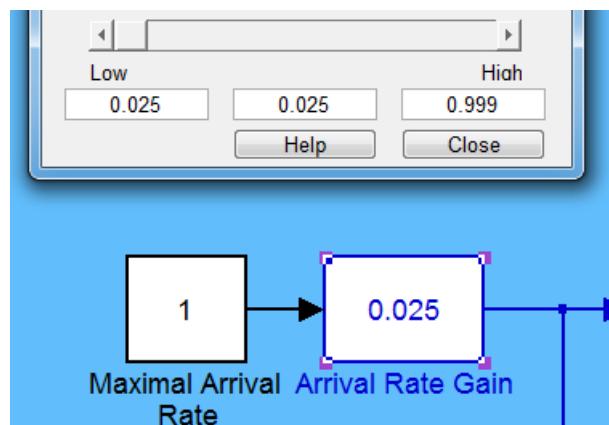 Low High
0.025 0.025 0.999
Help Close
1 0.025
Maximal Arrival Rate Arrival Rate Gain